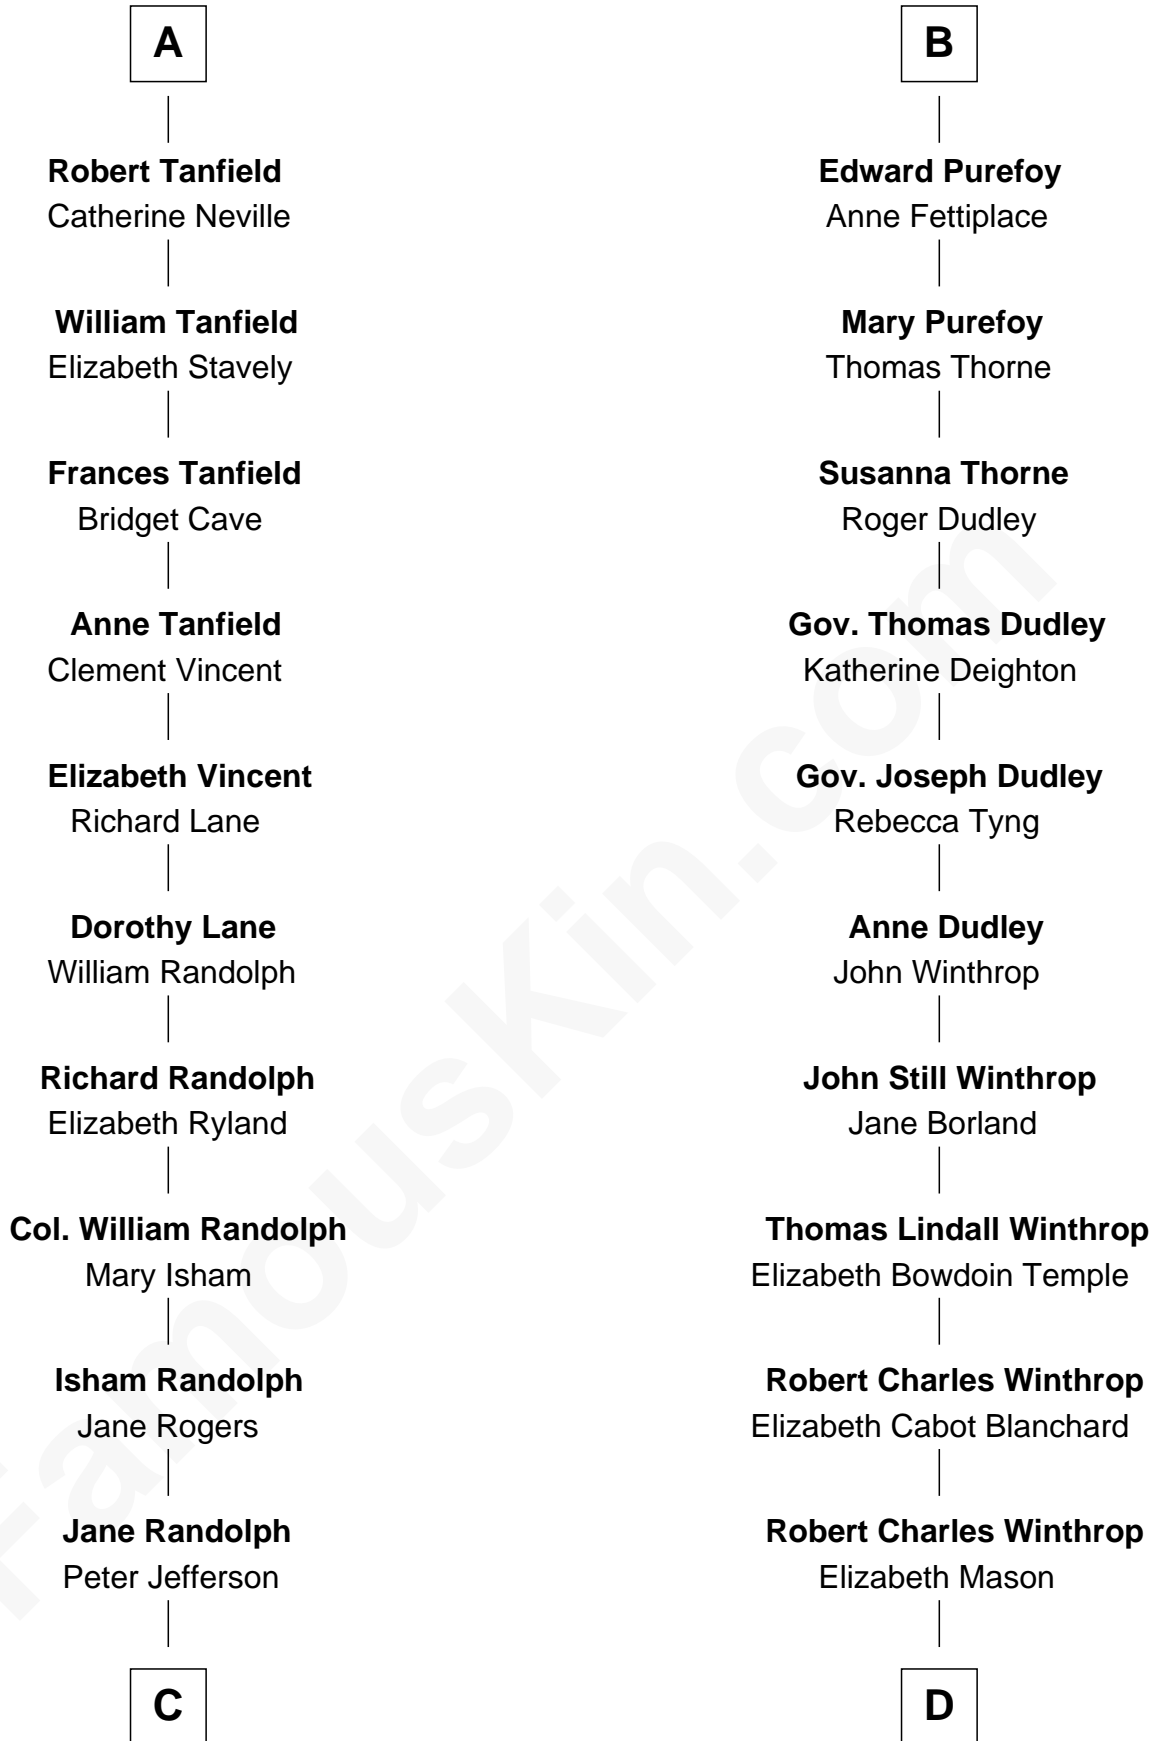 A
Robert Tanfield
Catherine Neville
William Tanfield
Elizabeth Stavely
Frances Tanfield
Bridget Cave
Anne Tanfield
Clement Vincent
Elizabeth Vincent
Richard Lane
Dorothy Lane
William Randolph
Richard Randolph
Elizabeth Ryland
Col. William Randolph
Mary Isham
Isham Randolph
Jane Rogers
Jane Randolph
Peter Jefferson
C
B
Edward Purefoy
Anne Fettiplace
Mary Purefoy
Thomas Thorne
Susanna Thorne
Roger Dudley
Gov. Thomas Dudley
Katherine Deighton
Gov. Joseph Dudley
Rebecca Tyng
Anne Dudley
John Winthrop
John Still Winthrop
Jane Borland
Thomas Lindall Winthrop
Elizabeth Bowdoin Temple
Robert Charles Winthrop
Elizabeth Cabot Blanchard
Robert Charles Winthrop
Elizabeth Mason
D
FamousKin.com